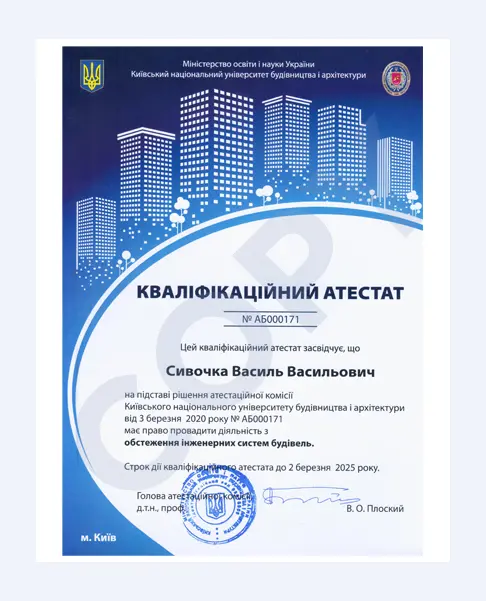 Міністерство освіти і науки України
Київський національний університет будівництва і архітектури
КВАЛІФІКАЦІЙНИЙ АТЕСТАТ
№ АБ000171
Цей кваліфікаційний атестат засвідчує, що
Сивочка Василь Васильович
на підставі рішення атестаційної комісії
Київського національного університету будівництва і архітектури
від 3 березня 2020 року № АБ000171
має право провадити діяльність з
обстеження інженерних систем будівель.
Строк дії кваліфікаційного атестата до 2 березня 2025 року.
Голова атестаційної комісії
д.т.н., проф.
В. О. Плоский
м. Київ
COPY